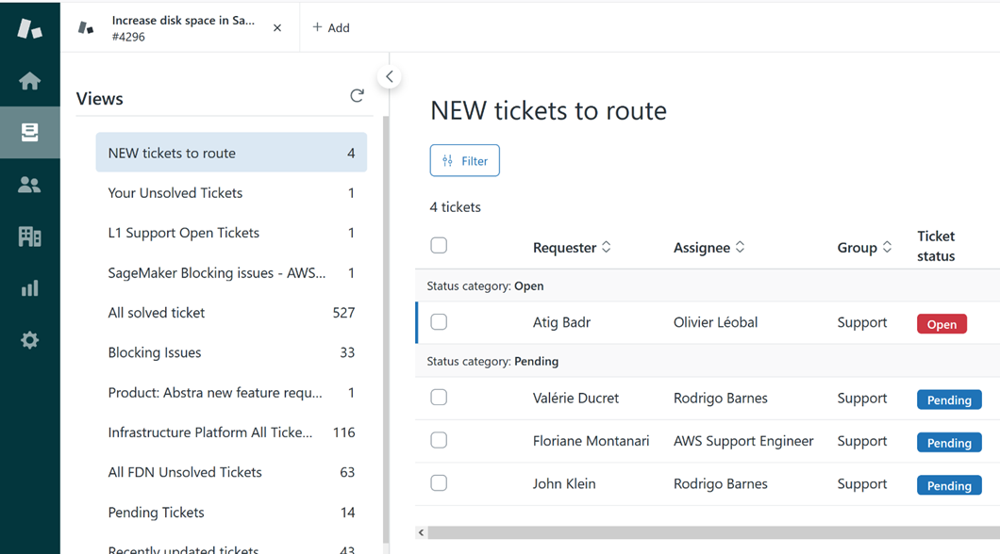 Increase disk space in Sa...
#4296
+ Add
Views
NEW tickets to route 4
Your Unsolved Tickets 1
L1 Support Open Tickets 1
SageMaker Blocking issues - AWS... 1
All solved ticket 527
Blocking Issues 33
Product: Abstra new feature requ... 1
Infrastructure Platform All Ticke... 116
All FDN Unsolved Tickets 63
Pending Tickets 14
Recently updated tickets 43
NEW tickets to route
Filter
4 tickets
Requester Assignee Group Ticket status
Status category: Open
Atig Badr Olivier Léobal Support Open
Status category: Pending
Valérie Ducret Rodrigo Barnes Support Pending
Floriane Montanari AWS Support Engineer Support Pending
John Klein Rodrigo Barnes Support Pending